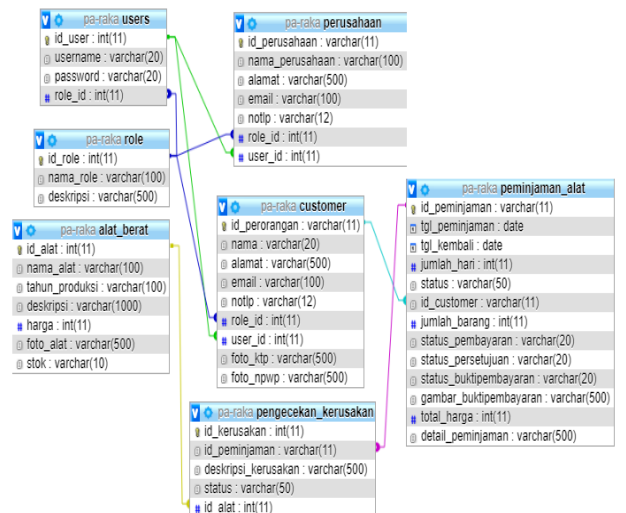 pa-raka users
id_user : int(11)
username : varchar(20)
password : varchar(20)
role_id : int(11)
pa-raka perusahaan
id_perusahaan : varchar(11)
nama_perusahaan : varchar(100)
alamat : varchar(500)
email : varchar(100)
notlp : varchar(12)
role_id : int(11)
user_id : int(11)
pa-raka role
id_role : int(11)
nama_role : varchar(100)
deskripsi : varchar(500)
pa-raka customer
id_perorangan : varchar(11)
nama : varchar(20)
alamat : varchar(500)
email : varchar(100)
notlp : varchar(12)
role_id : int(11)
user_id : int(11)
foto_ktp : varchar(500)
foto_npwp : varchar(500)
pa-raka peminjaman_alat
id_peminjaman : varchar(11)
tgl_peminjaman : date
tgl_kembali : date
jumlah_hari : int(11)
status : varchar(50)
id_customer : varchar(11)
jumlah_barang : int(11)
status_pembayaran : varchar(20)
status_persetujuan : varchar(20)
status_buktipembayaran : varchar(20)
gambar_buktipembayaran : varchar(500)
total_harga : int(11)
detail_peminjaman : varchar(500)
pa-raka alat_berat
id_alat : int(11)
nama_alat : varchar(100)
tahun_produksi : varchar(100)
deskripsi : varchar(1000)
harga : int(11)
foto_alat : varchar(500)
stok : varchar(10)
pa-raka pengecekan_kerusakan
id_kerusakan : int(11)
id_peminjaman : varchar(11)
deskripsi_kerusakan : varchar(500)
status : varchar(50)
id_alat : int(11)